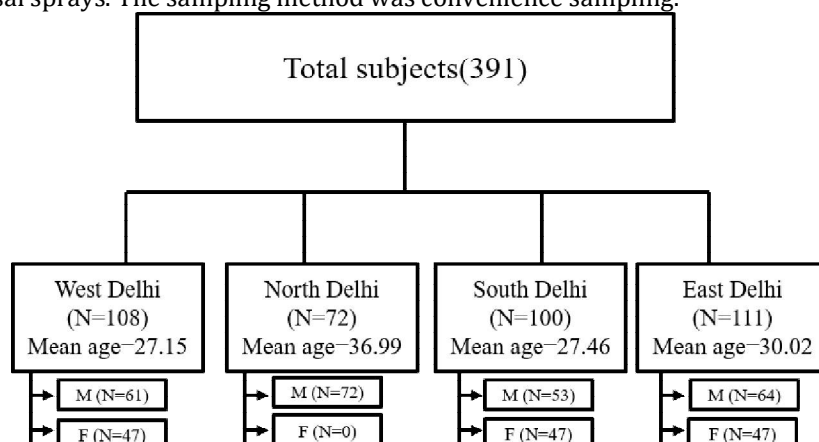 sal sprays. The sampling method was convenience sampling.
Total subjects(391)
West Delhi
(N=108)
Mean age=27.15
North Delhi
(N=72)
Mean age=36.99
South Delhi
(N=100)
Mean age=27.46
East Delhi
(N=111)
Mean age=30.02
M (N=61)
M (N=72)
M (N=53)
M (N=64)
F (N=47)
F (N=0)
F (N=47)
F (N=47)